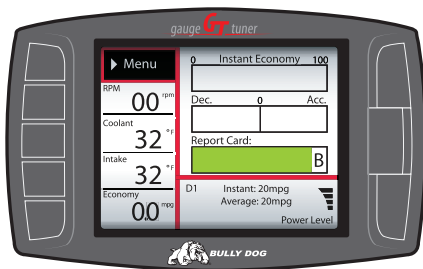 gauge GT tuner
Menu
RPM
00 rpm
Coolant
32 °F
Intake
32 °F
Economy
0.0 mpg
0 Instant Economy 100
Dec. 0 Acc.
Report Card:
B
D1 Instant: 20mpg
Average: 20mpg
Power Level
BULLY DOG